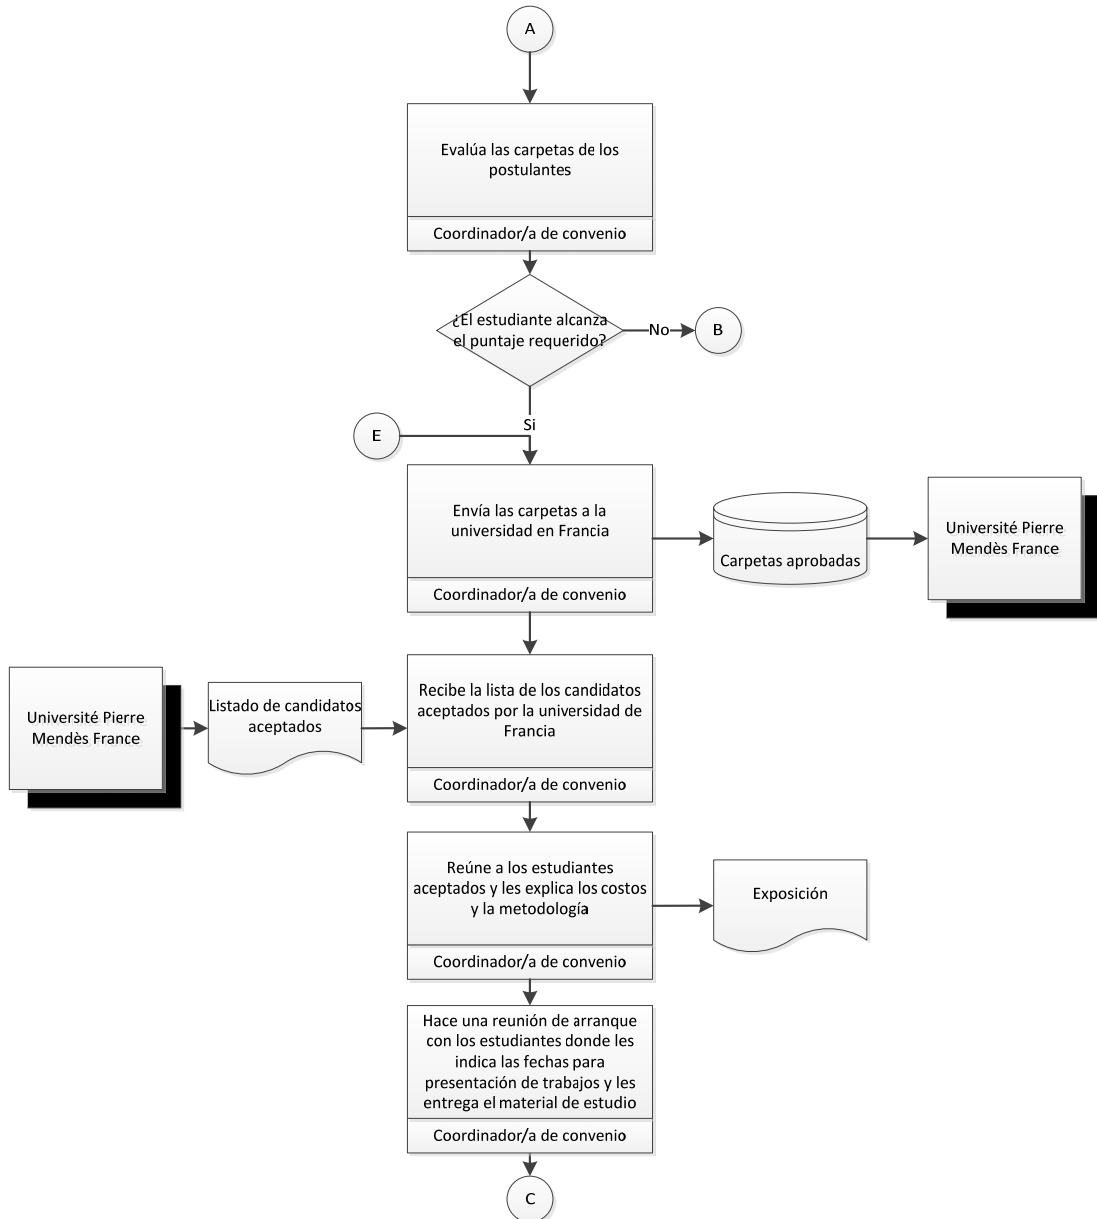 A
Evalúa las carpetas de los
postulantes
Coordinador/a de convenio
¿El estudiante alcanza
el puntaje requerido?
No
B
Si
E
Envía las carpetas a la
universidad en Francia
Coordinador/a de convenio
Carpetas aprobadas
Université Pierre
Mendès France
Université Pierre
Mendès France
Listado de candidatos
aceptados
Recibe la lista de los candidatos
aceptados por la universidad de
Francia
Coordinador/a de convenio
Reúne a los estudiantes
aceptados y les explica los costos
y la metodología
Coordinador/a de convenio
Exposición
Hace una reunión de arranque
con los estudiantes donde les
indica las fechas para
presentación de trabajos y les
entrega el material de estudio
Coordinador/a de convenio
C